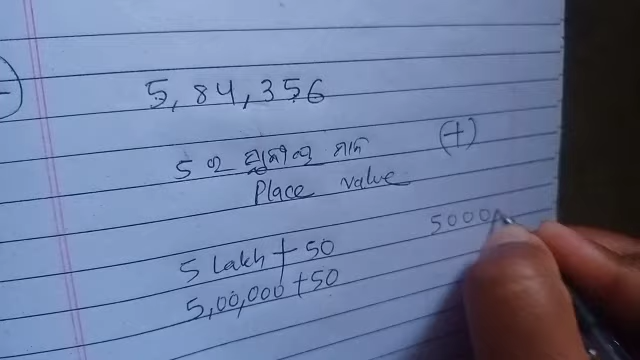 5,84,356
5 ର ସ୍ଥାନୀୟ ମାନ (+)
Place value
5 lakh + 50
5,00,000 + 50
5000